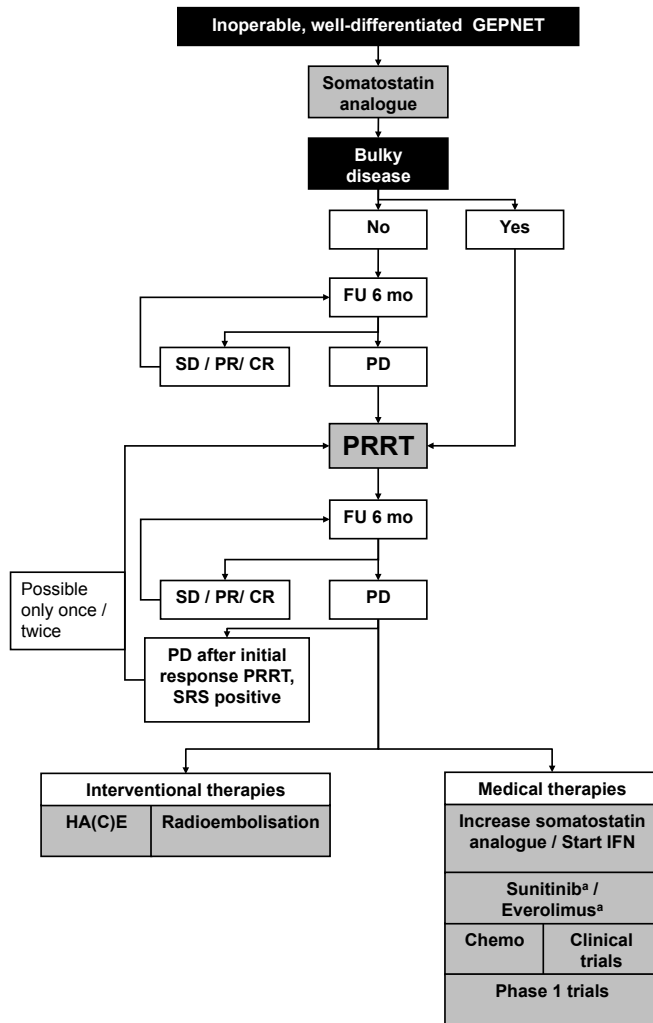 Inoperable, well-differentiated GEPNET
Somatostatin
analogue
Bulky
disease
No
Yes
FU 6 mo
SD / PR/ CR
PD
PRRT
FU 6 mo
Possible
only once /
twice
SD / PR/ CR
PD
PD after initial
response PRRT,
SRS positive
Interventional therapies
HA(C)E
Radioembolisation
Medical therapies
Increase somatostatin
analogue / Start IFN
Sunitinibᵃ /
Everolimusᵃ
Chemo
Clinical
trials
Phase 1 trials